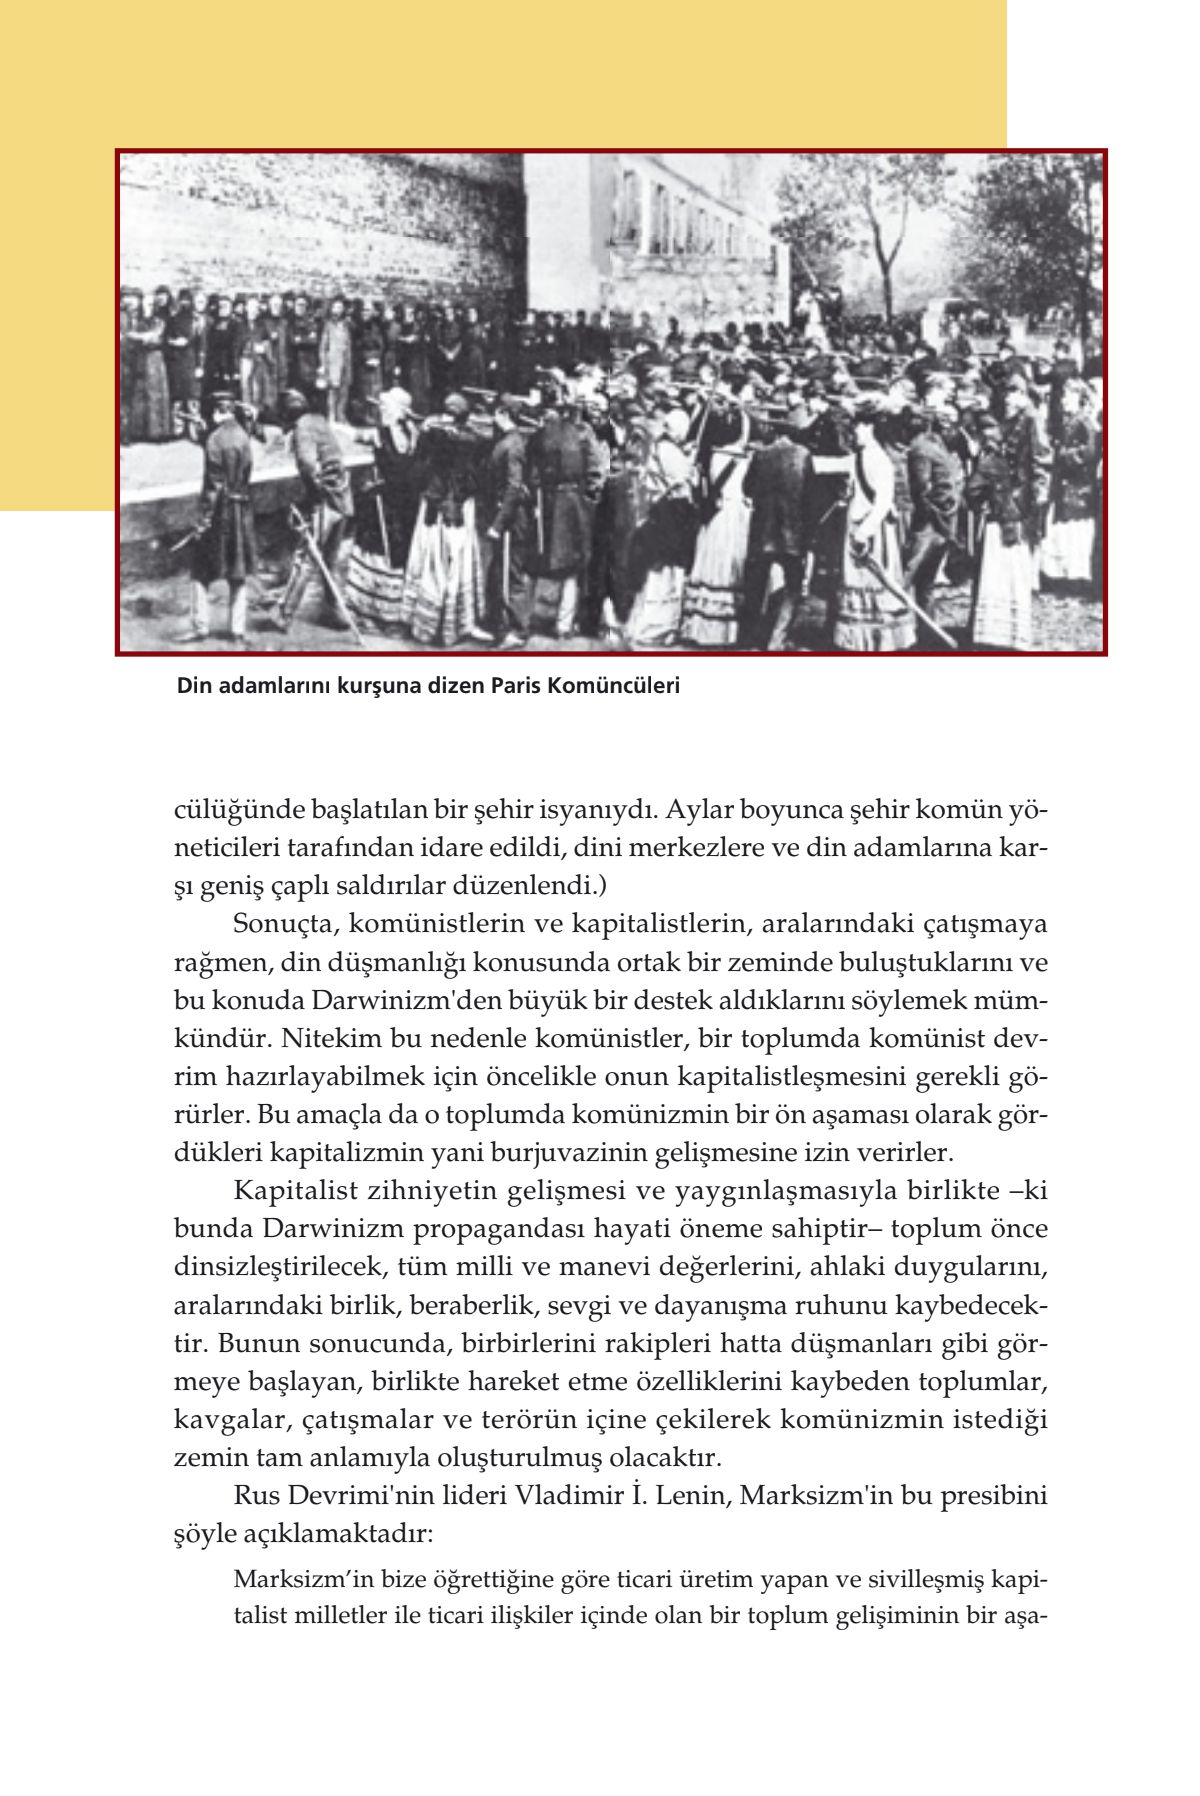 Din adamlarını kurşuna dizen Paris Komüncüleri
cülüğünde başlatılan bir şehir isyanıydı. Aylar boyunca şehir komün yö-
neticileri tarafından idare edildi, dini merkezlere ve din adamlarına kar-
şı geniş çaplı saldırılar düzenlendi.)
Sonuçta, komünistlerin ve kapitalistlerin, aralarındaki çatışmaya
rağmen, din düşmanlığı konusunda ortak bir zeminde buluştuklarını ve
bu konuda Darwinizm'den büyük bir destek aldıklarını söylemek müm-
kündür. Nitekim bu nedenle komünistler, bir toplumda komünist dev-
rim hazırlayabilmek için öncelikle onun kapitalistleşmesini gerekli gö-
rürler. Bu amaçla da o toplumda komünizmin bir ön aşaması olarak gör-
dükleri kapitalizmin yani burjuvazinin gelişmesine izin verirler.
Kapitalist zihniyetin gelişmesi ve yaygınlaşmasıyla birlikte –ki
bunda Darwinizm propagandası hayati öneme sahiptir– toplum önce
dinsizleştirilecek, tüm milli ve manevi değerlerini, ahlaki duygularını,
aralarındaki birlik, beraberlik, sevgi ve dayanışma ruhunu kaybedecek-
tir. Bunun sonucunda, birbirlerini rakipleri hatta düşmanları gibi gör-
meye başlayan, birlikte hareket etme özelliklerini kaybeden toplumlar,
kavgalar, çatışmalar ve terörün içine çekilerek komünizmin istediği
zemin tam anlamıyla oluşturulmuş olacaktır.
Rus Devrimi'nin lideri Vladimir İ. Lenin, Marksizm'in bu presibini
şöyle açıklamaktadır:
Marksizm’in bize öğrettiğine göre ticari üretim yapan ve sivilleşmiş kapi-
talist milletler ile ticari ilişkiler içinde olan bir toplum gelişiminin bir aşa-